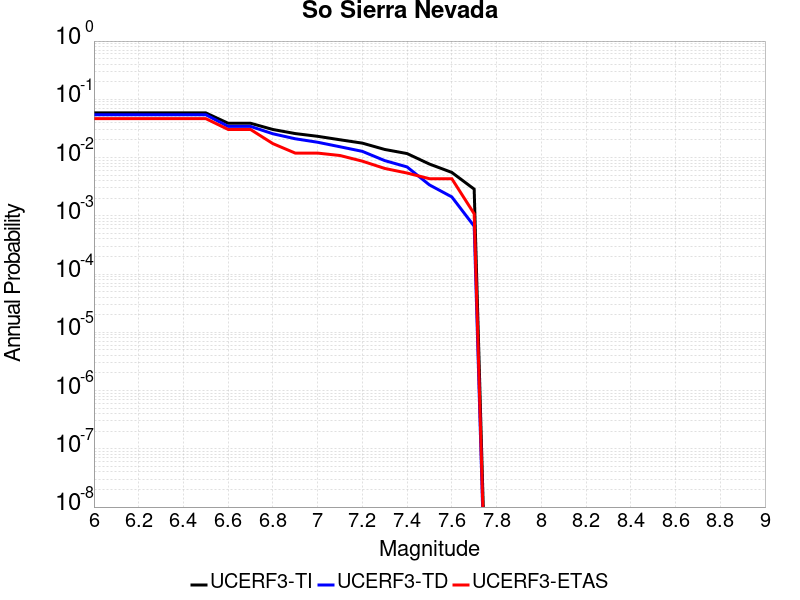 So Sierra Nevada
Annual Probability
10^0
10^-1
10^-2
10^-3
10^-4
10^-5
10^-6
10^-7
10^-8
6 6.2 6.4 6.6 6.8 7 7.2 7.4 7.6 7.8 8 8.2 8.4 8.6 8.8 9
Magnitude
UCERF3-TI UCERF3-TD UCERF3-ETAS